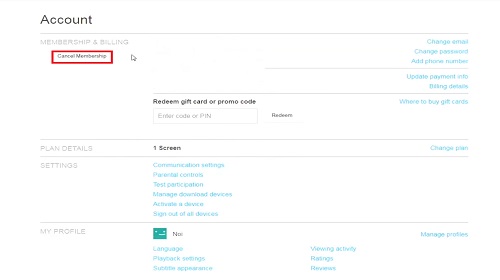 Account
MEMBERSHIP & BILLING
Cancel Membership
Change email
Change password
Add phone number
Update payment info
Billing details
Redeem gift card or promo code
Where to buy gift cards
Enter code or PIN
Redeem
PLAN DETAILS
1 Screen
Change plan
SETTINGS
Communication settings
Parental controls
Test participation
Manage download devices
Activate a device
Sign out of all devices
MY PROFILE
Noi
Manage profiles
Language
Viewing activity
Playback settings
Ratings
Subtitle appearance
Reviews